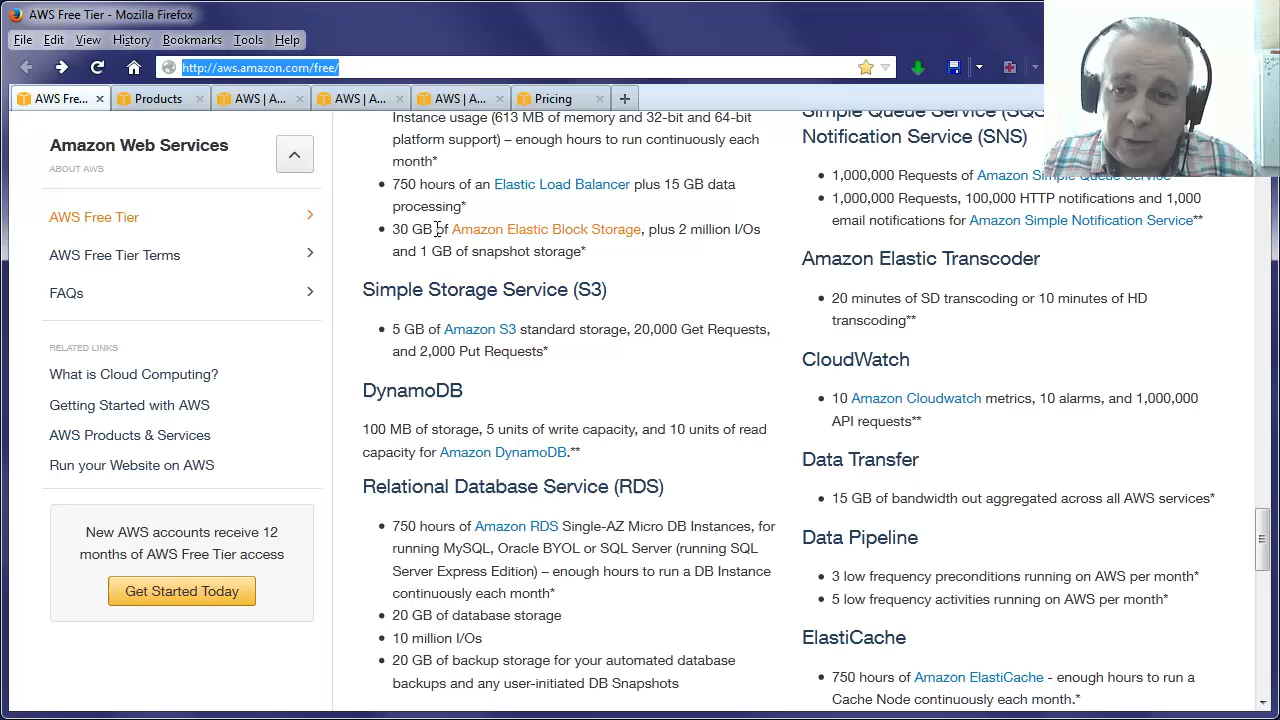 AWS Free Tier - Mozilla Firefox
File Edit View History Bookmarks Tools Help
http://aws.amazon.com/free/
AWS Fre... Products AWS | A... AWS | A... AWS | A... Pricing
Amazon Web Services
ABOUT AWS
AWS Free Tier
AWS Free Tier Terms
FAQs
RELATED LINKS
What is Cloud Computing?
Getting Started with AWS
AWS Products & Services
Run your Website on AWS
New AWS accounts receive 12
months of AWS Free Tier access
Get Started Today
Instance usage (613 MB of memory and 32-bit and 64-bit
platform support) – enough hours to run continuously each
month*
750 hours of an Elastic Load Balancer plus 15 GB data
processing*
30 GB of Amazon Elastic Block Storage, plus 2 million I/Os
and 1 GB of snapshot storage*
Simple Storage Service (S3)
5 GB of Amazon S3 standard storage, 20,000 Get Requests,
and 2,000 Put Requests*
DynamoDB
100 MB of storage, 5 units of write capacity, and 10 units of read
capacity for Amazon DynamoDB.**
Relational Database Service (RDS)
750 hours of Amazon RDS Single-AZ Micro DB Instances, for
running MySQL, Oracle BYOL or SQL Server (running SQL
Server Express Edition) – enough hours to run a DB Instance
continuously each month*
20 GB of database storage
10 million I/Os
20 GB of backup storage for your automated database
backups and any user-initiated DB Snapshots
Simple Queue Service (SQS
Notification Service (SNS)
1,000,000 Requests of Amazon Simple Queue Service
1,000,000 Requests, 100,000 HTTP notifications and 1,000
email notifications for Amazon Simple Notification Service**
Amazon Elastic Transcoder
20 minutes of SD transcoding or 10 minutes of HD
transcoding**
CloudWatch
10 Amazon Cloudwatch metrics, 10 alarms, and 1,000,000
API requests**
Data Transfer
15 GB of bandwidth out aggregated across all AWS services*
Data Pipeline
3 low frequency preconditions running on AWS per month*
5 low frequency activities running on AWS per month*
ElastiCache
750 hours of Amazon ElastiCache - enough hours to run a
Cache Node continuously each month.*